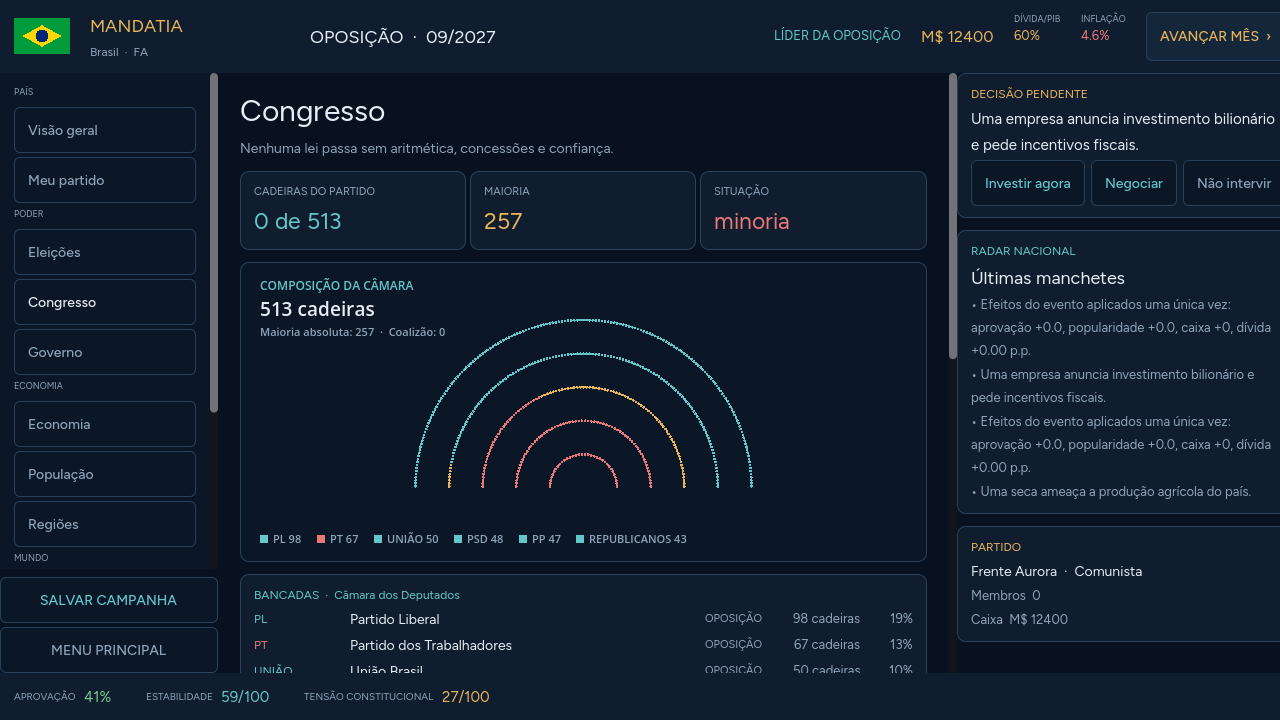 MANDATIA
Brasil · FA
OPOSIÇÃO · 09/2027
LÍDER DA OPOSIÇÃO
M$ 12400
DÍVIDA/PIB
60%
INFLAÇÃO
4.6%
AVANÇAR MÊS ›
PAÍS
Visão geral
Meu partido
PODER
Eleições
Congresso
Governo
ECONOMIA
Economia
População
Regiões
MUNDO
SALVAR CAMPANHA
MENU PRINCIPAL
Congresso
Nenhuma lei passa sem aritmética, concessões e confiança.
CADEIRAS DO PARTIDO
0 de 513
MAIORIA
257
SITUAÇÃO
minoria
COMPOSIÇÃO DA CÂMARA
513 cadeiras
Maioria absoluta: 257 · Coalizão: 0
PL 98
PT 67
UNIÃO 50
PSD 48
PP 47
REPUBLICANOS 43
BANCADAS · Câmara dos Deputados
PL Partido Liberal OPOSIÇÃO 98 cadeiras 19%
PT Partido dos Trabalhadores OPOSIÇÃO 67 cadeiras 13%
UNIÃO União Brasil OPOSIÇÃO 50 cadeiras 10%
DECISÃO PENDENTE
Uma empresa anuncia investimento bilionário
e pede incentivos fiscais.
Investir agora
Negociar
Não intervir
RADAR NACIONAL
Últimas manchetes
• Efeitos do evento aplicados uma única vez:
aprovação +0.0, popularidade +0.0, caixa +0, dívida
+0.00 p.p.
• Uma empresa anuncia investimento bilionário e
pede incentivos fiscais.
• Efeitos do evento aplicados uma única vez:
aprovação +0.0, popularidade +0.0, caixa +0, dívida
+0.00 p.p.
• Uma seca ameaça a produção agrícola do país.
PARTIDO
Frente Aurora · Comunista
Membros 0
Caixa M$ 12400
APROVAÇÃO 41%
ESTABILIDADE 59/100
TENSÃO CONSTITUCIONAL 27/100